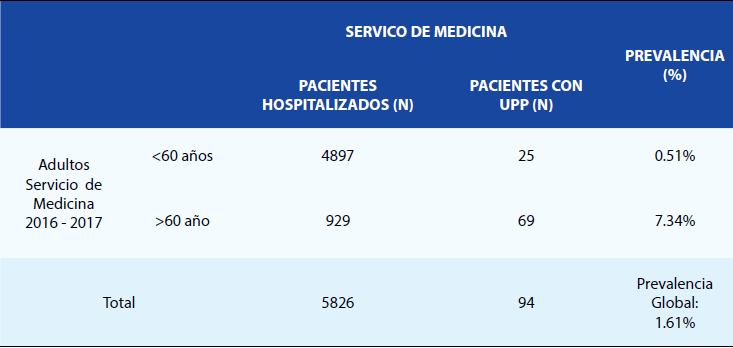 SERVICO DE MEDICINA
PREVALENCIA
(%)
PACIENTES
HOSPITALIZADOS (N)
PACIENTES CON
UPP (N)
Adultos
Servicio de
Medicina
2016 - 2017
<60 años 4897 25 0.51%
>60 año 929 69 7.34%
Total 5826 94
Prevalencia
Global:
1.61%